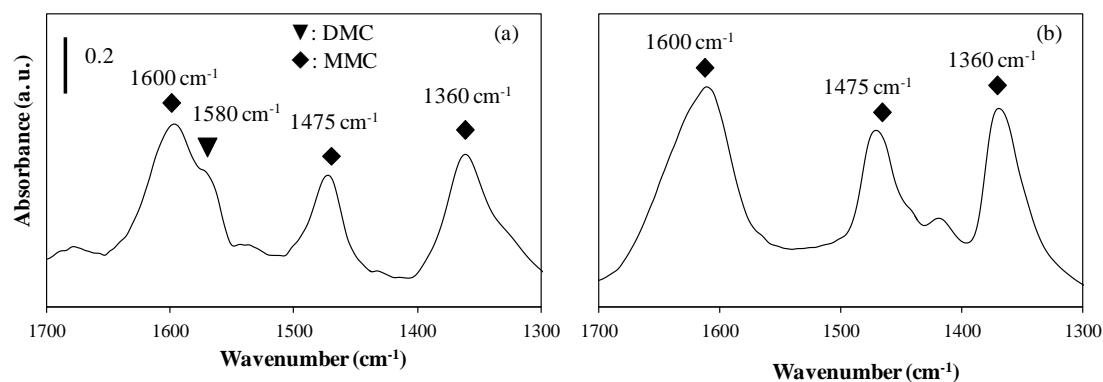 (a)
▼: DMC
◆: MMC
0.2
1600 cm⁻¹
1580 cm⁻¹
1475 cm⁻¹
1360 cm⁻¹
Absorbance (a. u.)
1700 1600 1500 1400 1300
Wavenumber (cm⁻¹)
(b)
1600 cm⁻¹
1475 cm⁻¹
1360 cm⁻¹
1700 1600 1500 1400 1300
Wavenumber (cm⁻¹)